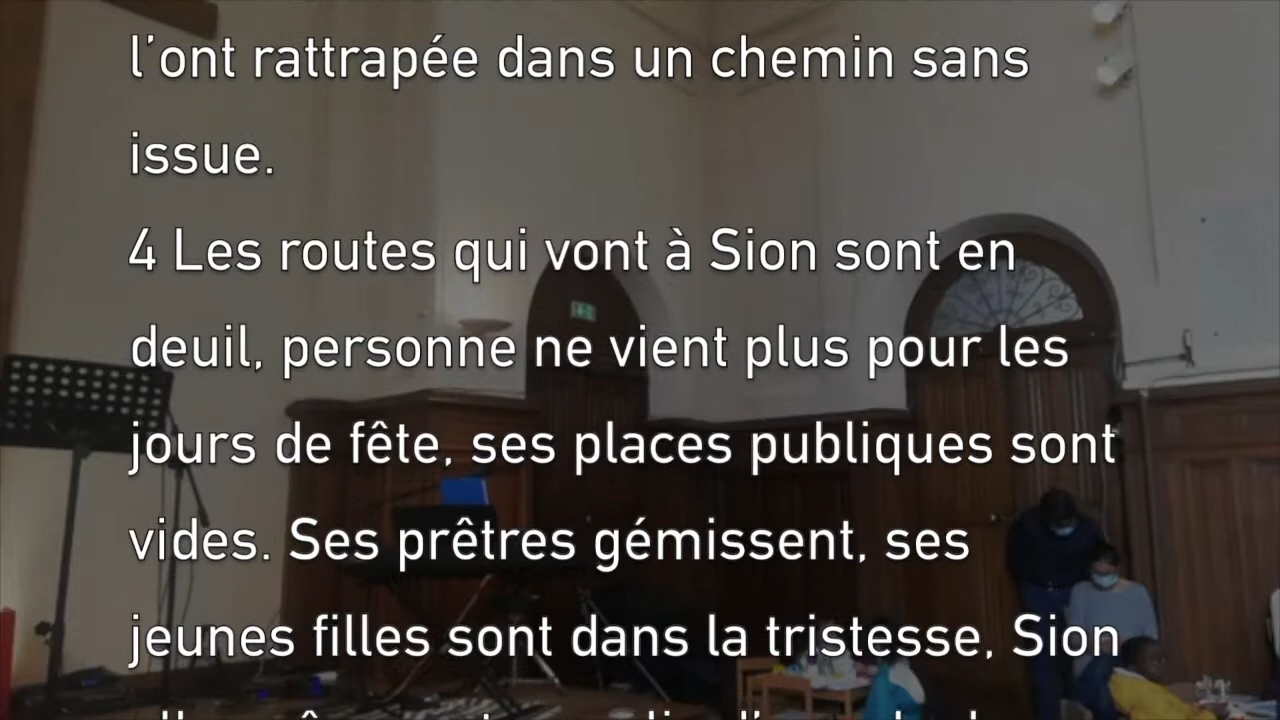 l’ont rattrapée dans un chemin sans
issue.
4 Les routes qui vont à Sion sont en
deuil, personne ne vient plus pour les
jours de fête, ses places publiques sont
vides. Ses prêtres gémissent, ses
jeunes filles sont dans la tristesse, Sion